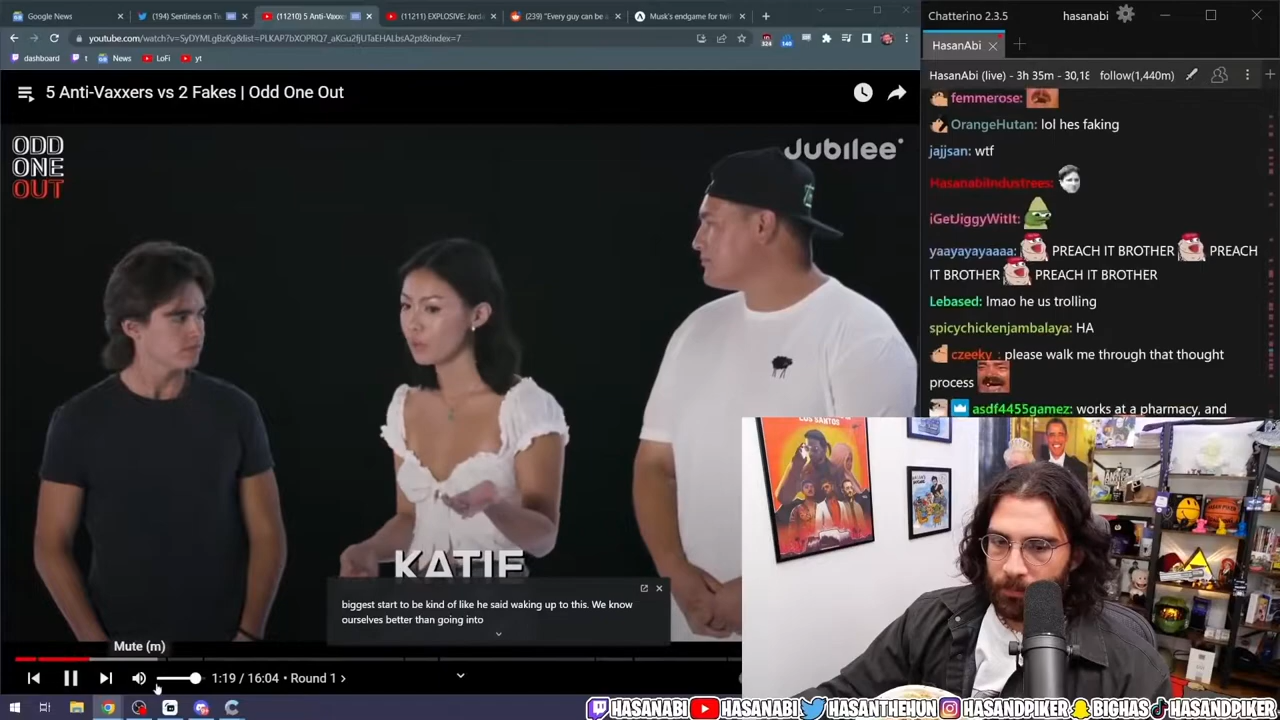 Google News
(194) Sentinels on Tw
(11210) 5 Anti-Vaxx
(11211) EXPLOSIVE: Jord
(239) "Every guy can be
Musk's endgame for twit
Chatterino 2.3.5
hasanabi
youtube.com/watch?v=SyDYMLgBzKg&list=PLKAP7bXOPRQ7_aKGu2fjUTaEHALbsA2pt&index=7
324
140
HasanAbi
dashboard
t
News
LoFi
yt
HasanAbi (live) - 3h 35m - 30,18
follow(1,440m)
5 Anti-Vaxxers vs 2 Fakes | Odd One Out
femmerose:
OrangeHutan: lol hes faking
jajjsan: wtf
HasanabiIndustrees:
iGetJiggyWitIt:
yaayayayaaaa: PREACH IT BROTHER PREACH
IT BROTHER PREACH IT BROTHER
Lebased: lmao he us trolling
spicychickenjambalaya: HA
czeeky : please walk me through that thought
process
asdf4455gamez: works at a pharmacy, and
ODD
ONE
OUT
Jubilee
LOS SANTOS
KATIE
biggest start to be kind of like he said waking up to this. We know
ourselves better than going into
Mute (m)
1:19 / 16:04 • Round 1
HASANABI
HASANABI
HASANTHEHUN
HASANDPIKER
BIGHAS
HASANDPIKER